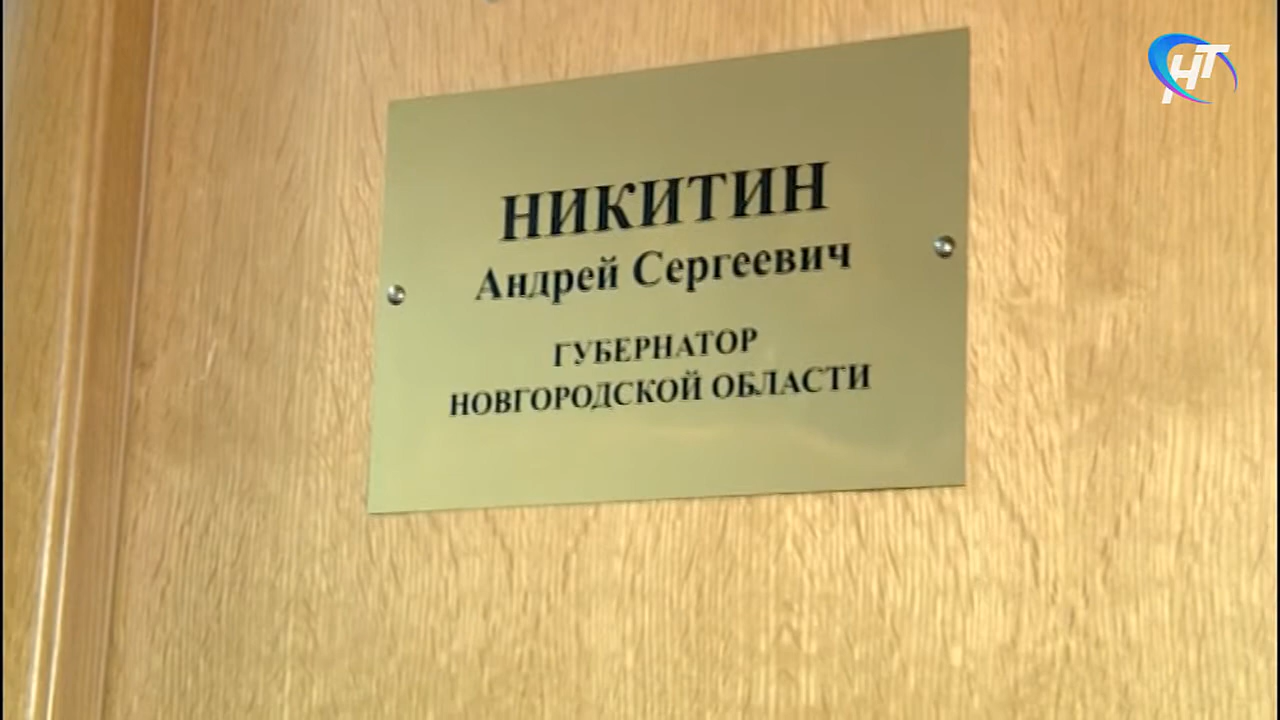 НТ
НИКИТИН
Андрей Сергеевич
ГУБЕРНАТОР
НОВГОРОДСКОЙ ОБЛАСТИ